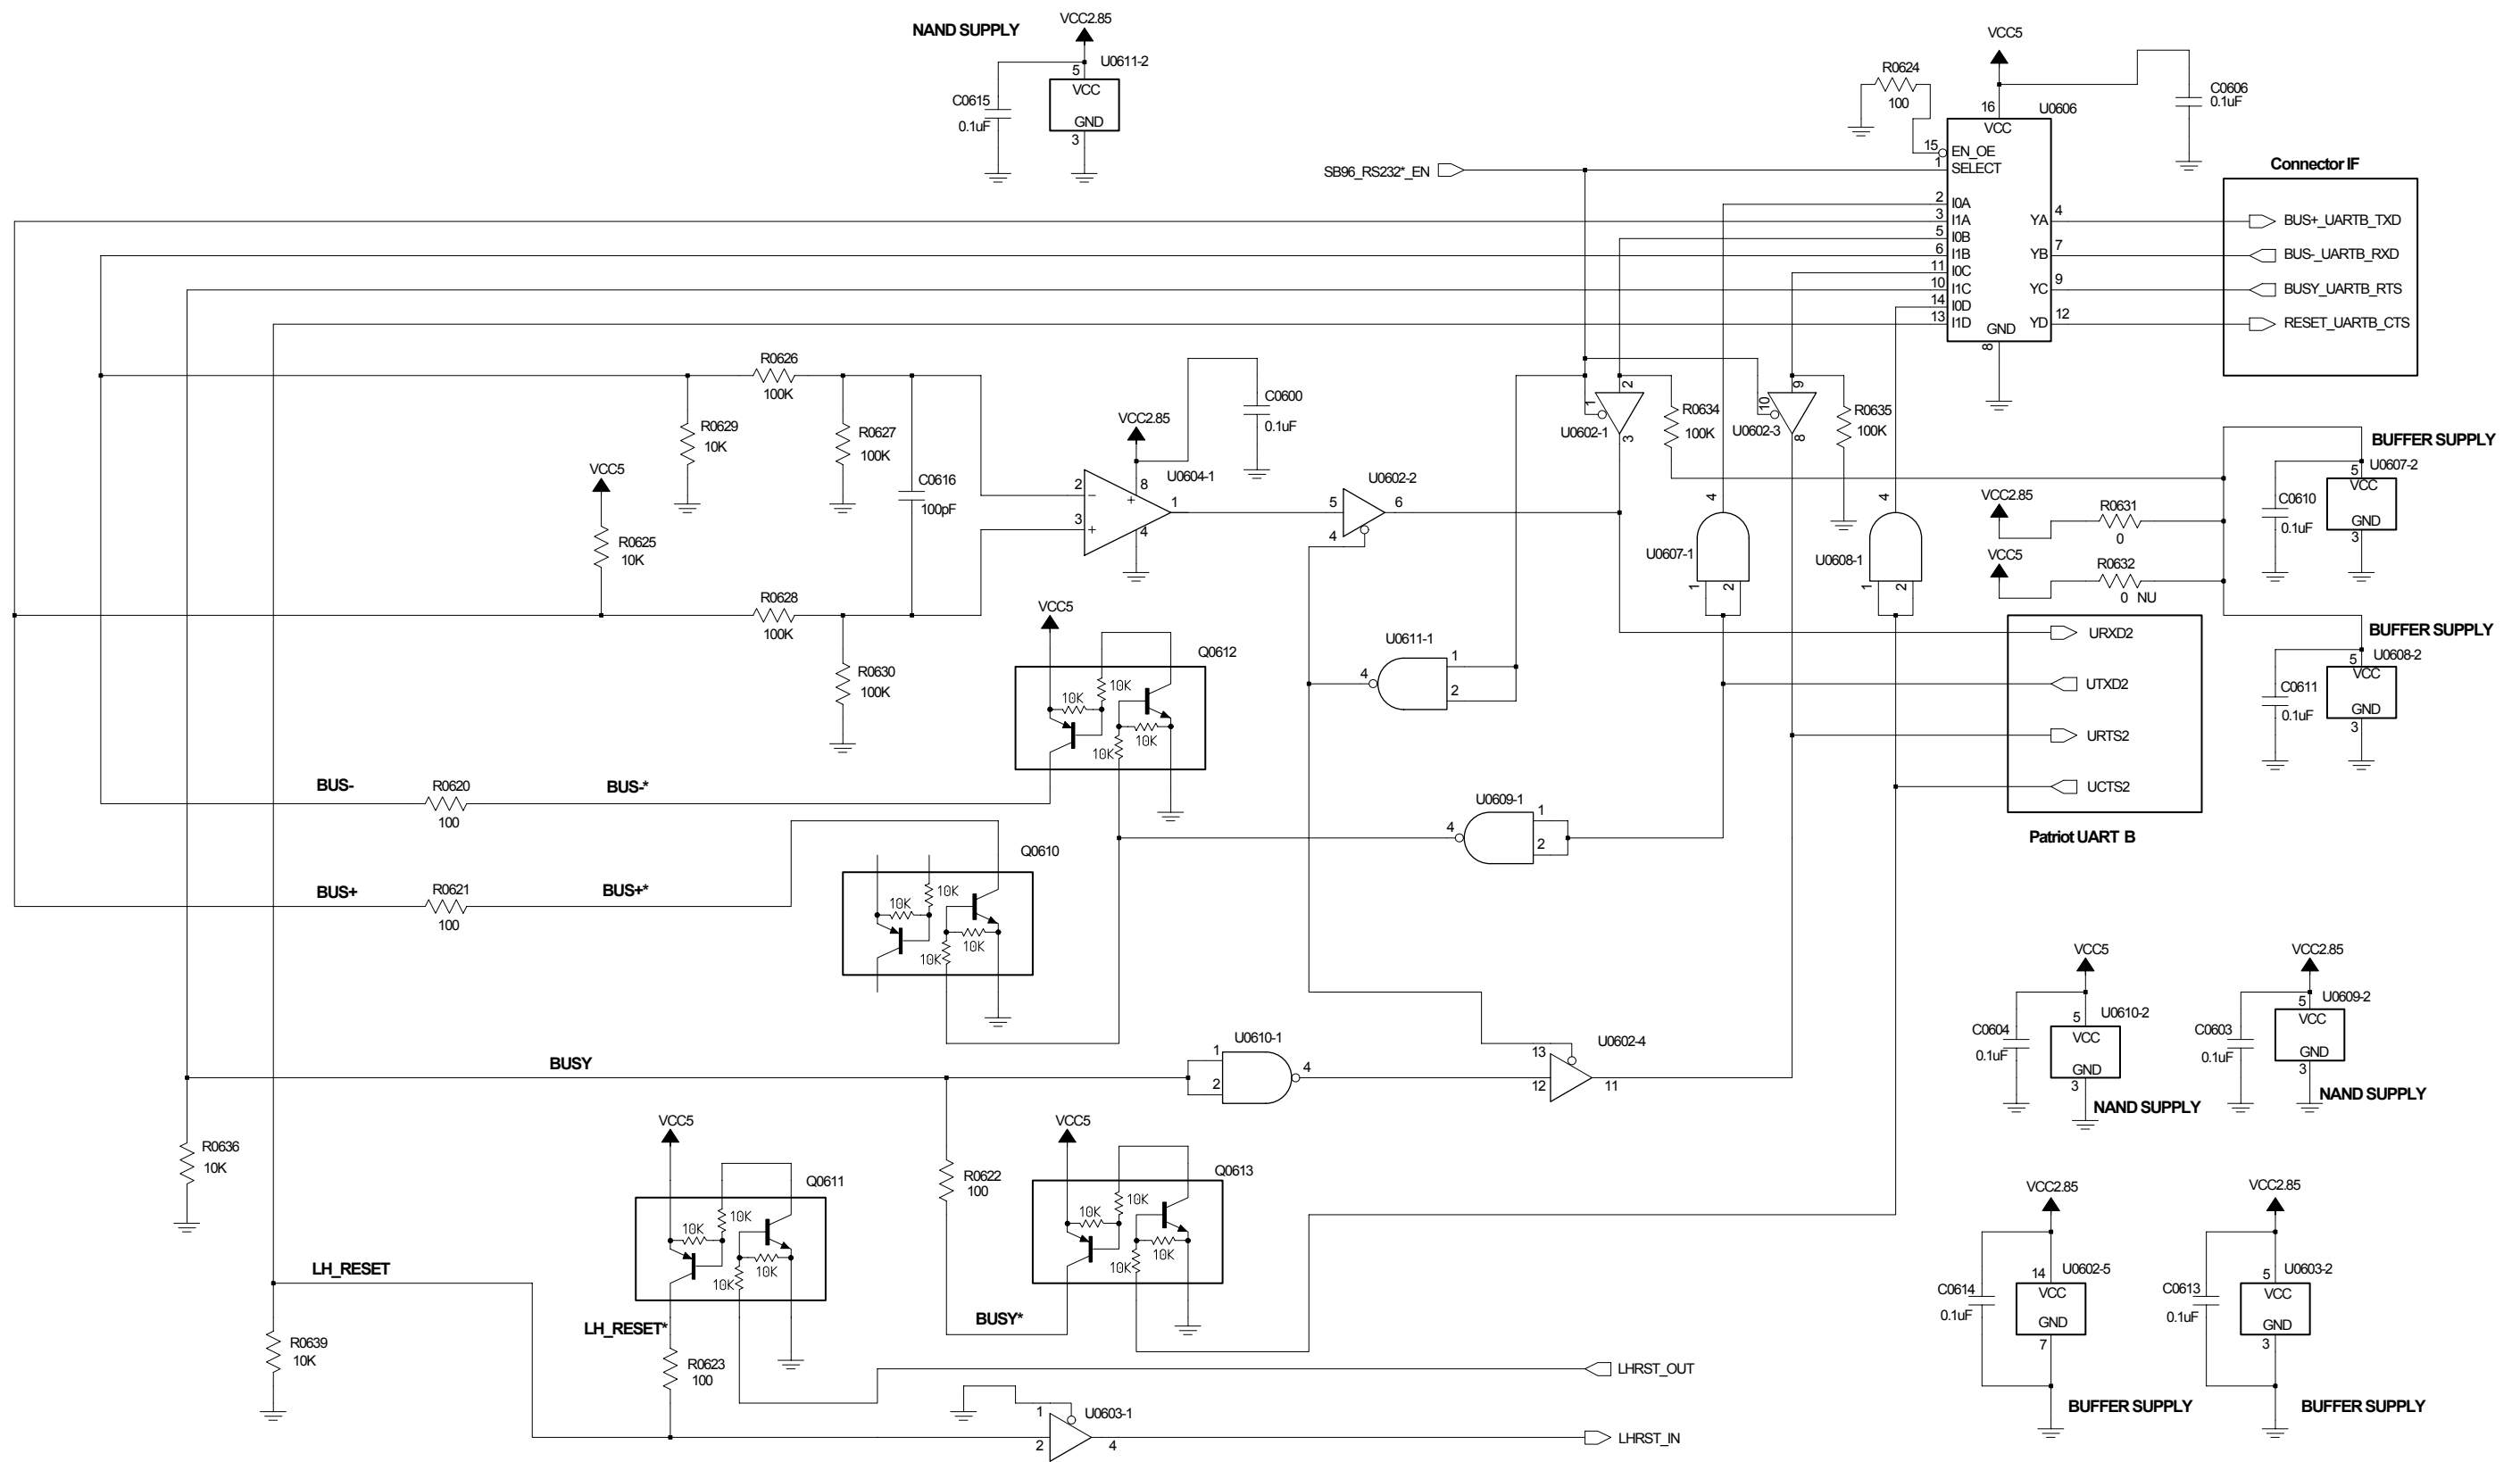 NAND SUPPLY
VCC2.85
U0611-2
5
VCC
GND
3
C0615
0.1uF
VCC5
R0624
100
C0606
0.1uF
16
U0606
VCC
15
EN_OE
1
SELECT
SB96_RS232*_EN
2
I0A
3
I1A
5
I0B
6
I1B
11
I0C
10
I1C
14
I0D
13
I1D
GND
8
YA
4
YB
7
YC
9
YD
12
Connector IF
BUS+_UARTB_TXD
BUS-_UARTB_RXD
BUSY_UARTB_RTS
RESET_UARTB_CTS
R0626
100K
R0629
10K
R0627
100K
C0616
100pF
VCC5
R0625
10K
R0628
100K
R0630
100K
VCC2.85
C0600
0.1uF
U0604-1
2
−
3
+
8
+
4
1
U0602-2
5
6
4
1
2
U0602-1
3
R0634
100K
10
9
U0602-3
8
R0635
100K
4
U0607-1
1
2
4
U0608-1
1
2
BUFFER SUPPLY
U0607-2
5
VCC
GND
3
C0610
0.1uF
VCC2.85
R0631
0
VCC5
R0632
0 NU
BUFFER SUPPLY
U0608-2
5
VCC
GND
3
C0611
0.1uF
URXD2
UTXD2
URTS2
UCTS2
Patriot UART B
U0611-1
1
2
4
VCC5
Q0612
10K
10K
10K
10K
BUS-
R0620
100
BUS-*
U0609-1
1
2
4
Q0610
10K
10K
10K
10K
BUS+
R0621
100
BUS+*
U0610-1
1
2
4
13
U0602-4
12
11
BUSY
VCC5
U0610-2
5
VCC
GND
3
C0604
0.1uF
NAND SUPPLY
VCC2.85
U0609-2
5
VCC
GND
3
C0603
0.1uF
NAND SUPPLY
R0636
10K
VCC5
Q0611
10K
10K
10K
10K
R0622
100
VCC5
Q0613
10K
10K
10K
10K
BUSY*
LH_RESET
LH_RESET*
R0639
10K
R0623
100
LHRST_OUT
1
U0603-1
2
4
LHRST_IN
VCC2.85
U0602-5
14
VCC
GND
7
C0614
0.1uF
BUFFER SUPPLY
VCC2.85
U0603-2
5
VCC
GND
3
C0613
0.1uF
BUFFER SUPPLY